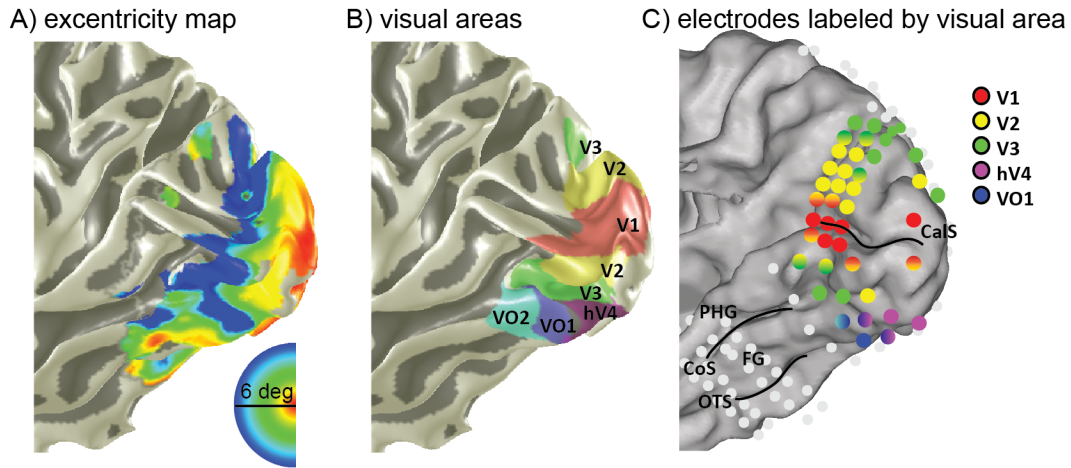 A) excentricity map
B) visual areas
C) electrodes labeled by visual area
6 deg
V3
V2
V1
V2
V3
hV4
VO1
VO2
V1
V2
V3
hV4
VO1
CalS
PHG
CoS
FG
OTS